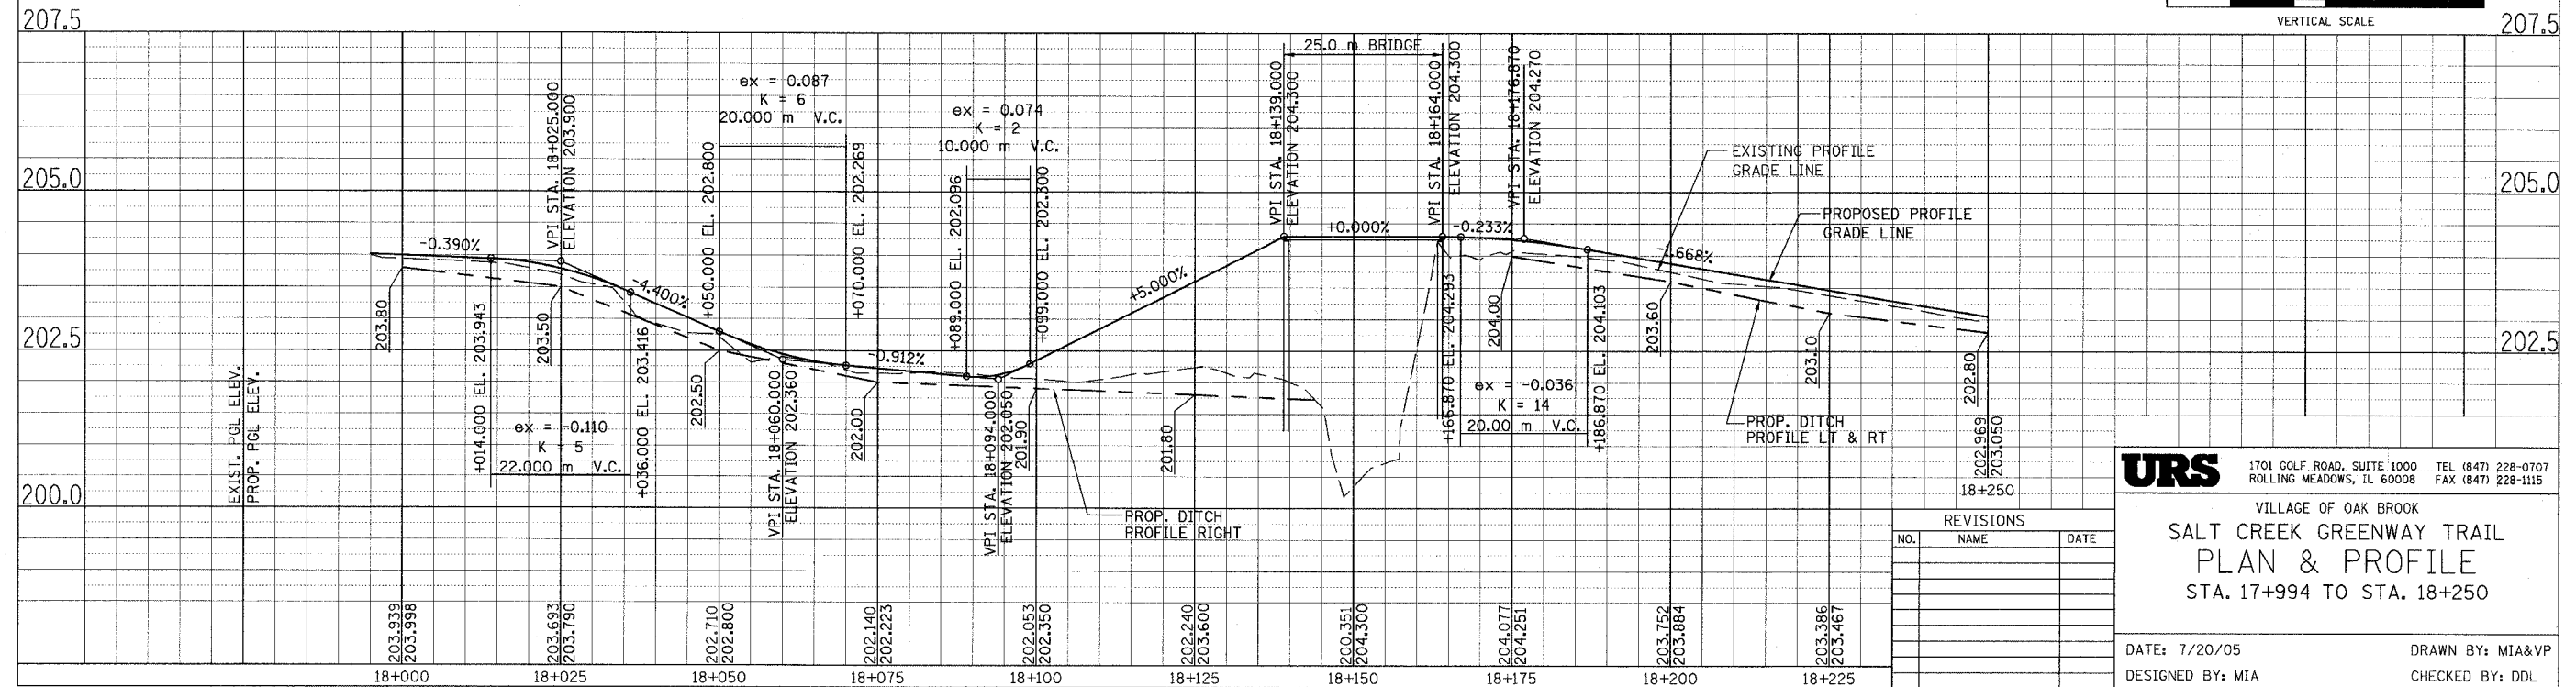 207.5
VERTICAL SCALE
207.5
25.0 m BRIDGE
ex = 0.087
K = 6
20.000 m V.C.
ex = 0.074
K = 2
10.000 m V.C.
VPI STA. 18+025.000
ELEVATION 203.900
+050.000 EL. 202.800
+070.000 EL. 202.269
+089.000 EL. 202.096
+099.000 EL. 202.300
VPI STA. 18+139.000
ELEVATION 204.300
VPI STA. 18+164.000
ELEVATION 204.300
VPI STA. 18+176.870
ELEVATION 204.270
EXISTING PROFILE
GRADE LINE
205.0
205.0
PROPOSED PROFILE
GRADE LINE
-0.390%
-4.400%
-0.912%
+5.000%
+0.000%
-0.233%
-1.668%
203.80
+014.000 EL. 203.943
203.50
+036.000 EL. 203.416
202.50
VPI STA. 18+060.000
ELEVATION 202.360
202.00
VPI STA. 18+094.000
ELEVATION 202.050
201.90
201.80
+166.870 EL. 204.293
204.00
+186.870 EL. 204.103
203.60
203.10
202.80
202.5
202.5
EXIST. PGL ELEV.
PROP. PGL ELEV.
ex = -0.110
K = 5
22.000 m V.C.
ex = -0.036
K = 14
20.00 m V.C.
PROP. DITCH
PROFILE LT & RT
PROP. DITCH
PROFILE RIGHT
202.969
203.050
18+250
200.0
203.939
203.998
203.693
203.790
202.710
202.800
202.140
202.223
202.053
202.350
202.240
203.600
200.351
204.300
204.077
204.251
203.752
203.884
203.386
203.467
18+000
18+025
18+050
18+075
18+100
18+125
18+150
18+175
18+200
18+225
REVISIONS
NO. NAME DATE
URS
1701 GOLF ROAD, SUITE 1000 TEL (847) 228-0707
ROLLING MEADOWS, IL 60008 FAX (847) 228-1115
VILLAGE OF OAK BROOK
SALT CREEK GREENWAY TRAIL
PLAN & PROFILE
STA. 17+994 TO STA. 18+250
DATE: 7/20/05 DRAWN BY: MIA&VP
DESIGNED BY: MIA CHECKED BY: DDL